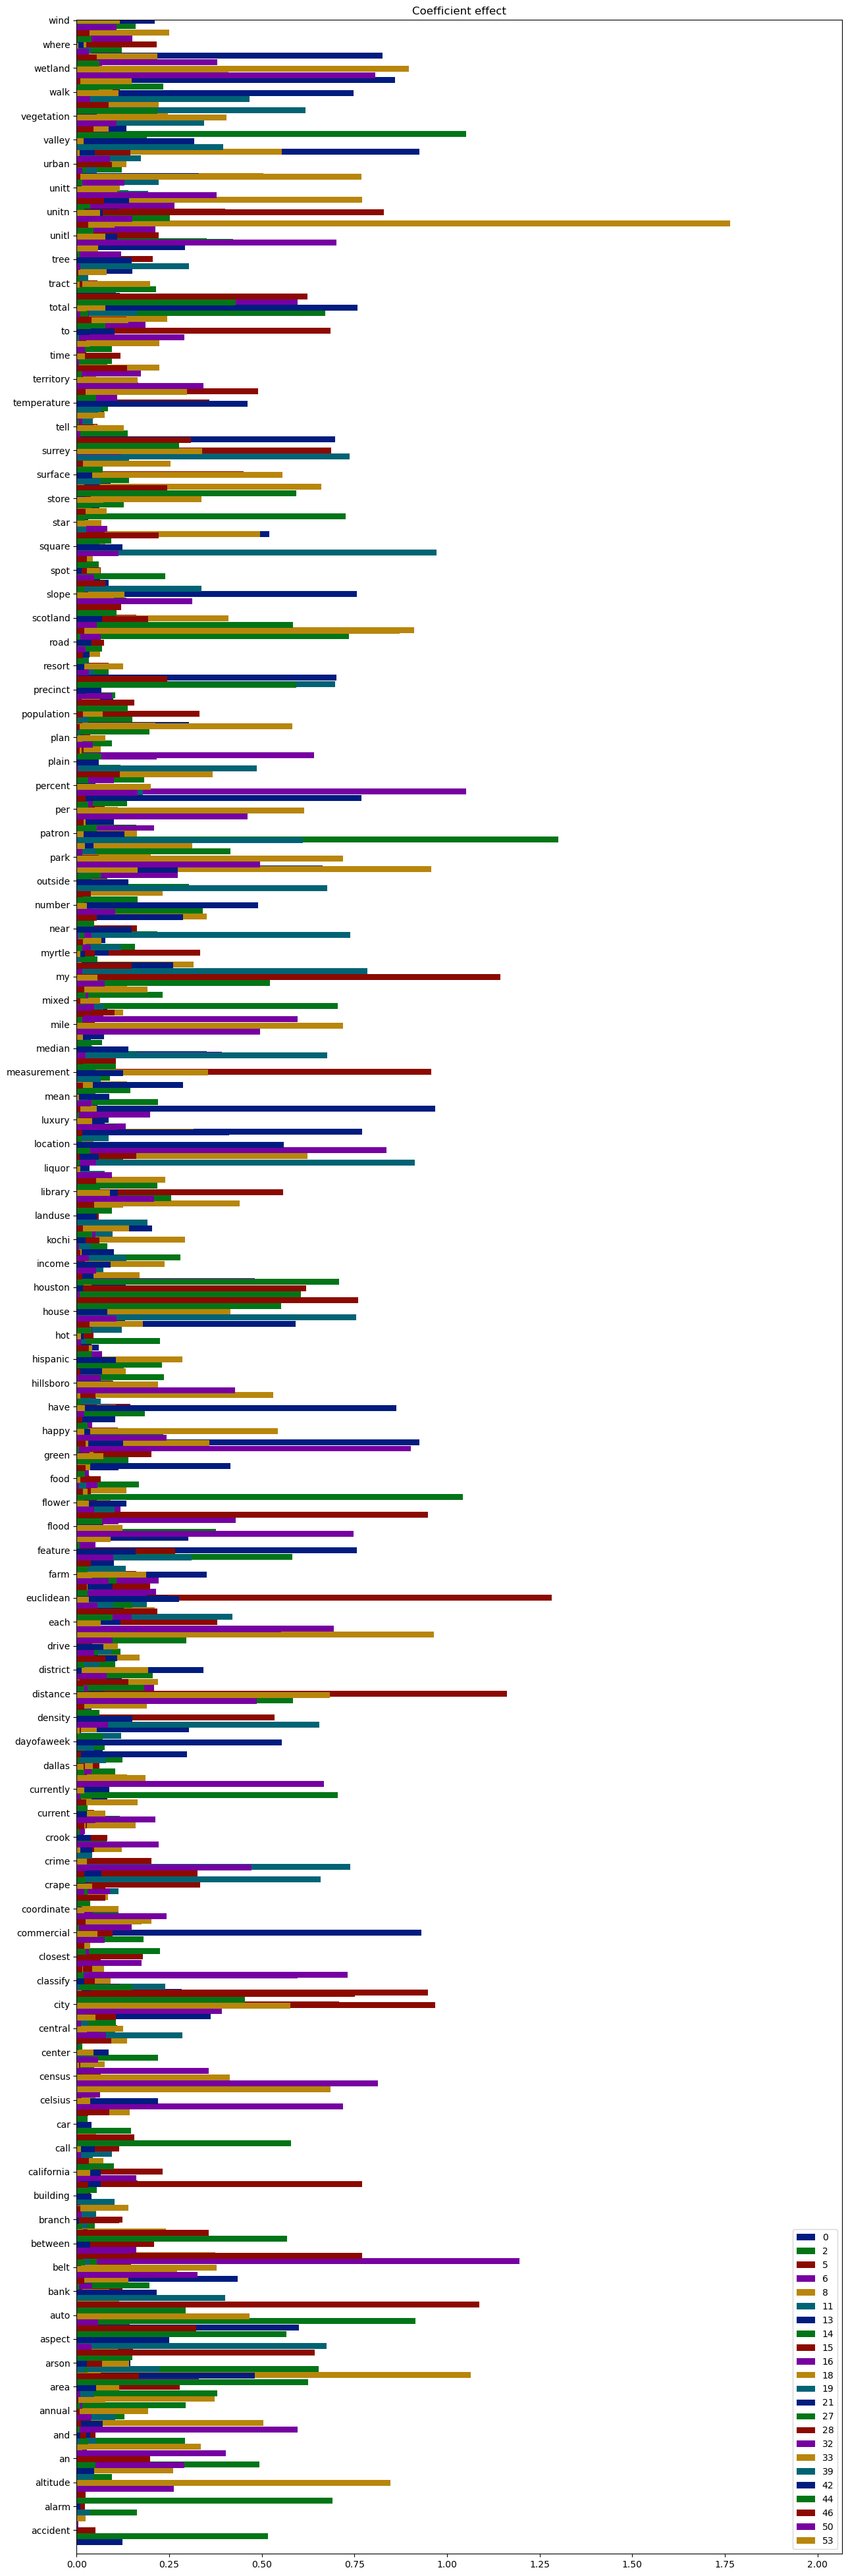 Coefficient effect
wind
where
wetland
walk
vegetation
valley
urban
unitt
unitn
unitl
tree
tract
total
to
time
territory
temperature
tell
surrey
surface
store
star
square
spot
slope
scotland
road
resort
precinct
population
plan
plain
percent
per
patron
park
outside
number
near
myrtle
my
mixed
mile
median
measurement
mean
luxury
location
liquor
library
landuse
kochi
income
houston
house
hot
hispanic
hillsboro
have
happy
green
food
flower
flood
feature
farm
euclidean
each
drive
district
distance
density
dayofaweek
dallas
currently
current
crook
crime
crape
coordinate
commercial
closest
classify
city
central
center
census
celsius
car
call
california
building
branch
between
belt
bank
auto
aspect
arson
area
annual
and
an
altitude
alarm
accident
0
2
5
6
8
11
13
14
15
16
18
19
21
27
28
32
33
39
42
44
46
50
53
0.00 0.25 0.50 0.75 1.00 1.25 1.50 1.75 2.00